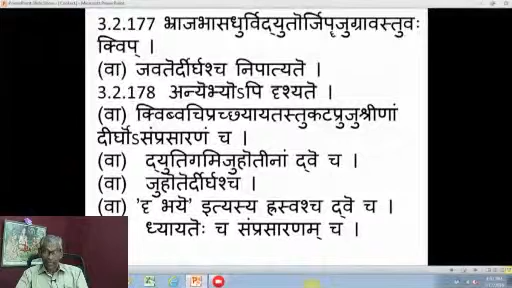 3.2.177 भ्राजभासधुर्विद्युतोर्जिपॄजुग्रावस्तुवः
क्विप् ।
(वा) जवतॆर्दीर्घश्च निपात्यतॆ ।
3.2.178 अन्यॆभ्यॊऽपि दृश्यतॆ ।
(वा) क्विब्वचिप्रच्छ्यायतस्तुकटप्रुजुश्रीणां
दीर्घॊऽसंप्रसारणं च ।
(वा) द्युतिगमिजुहॊतीनां द्वॆ च ।
(वा) जुहॊतॆर्दीर्घश्च ।
(वा) 'दॄ भयॆ' इत्यस्य ह्रस्वश्च द्वॆ च ।
ध्यायतॆः च संप्रसारणम् च ।